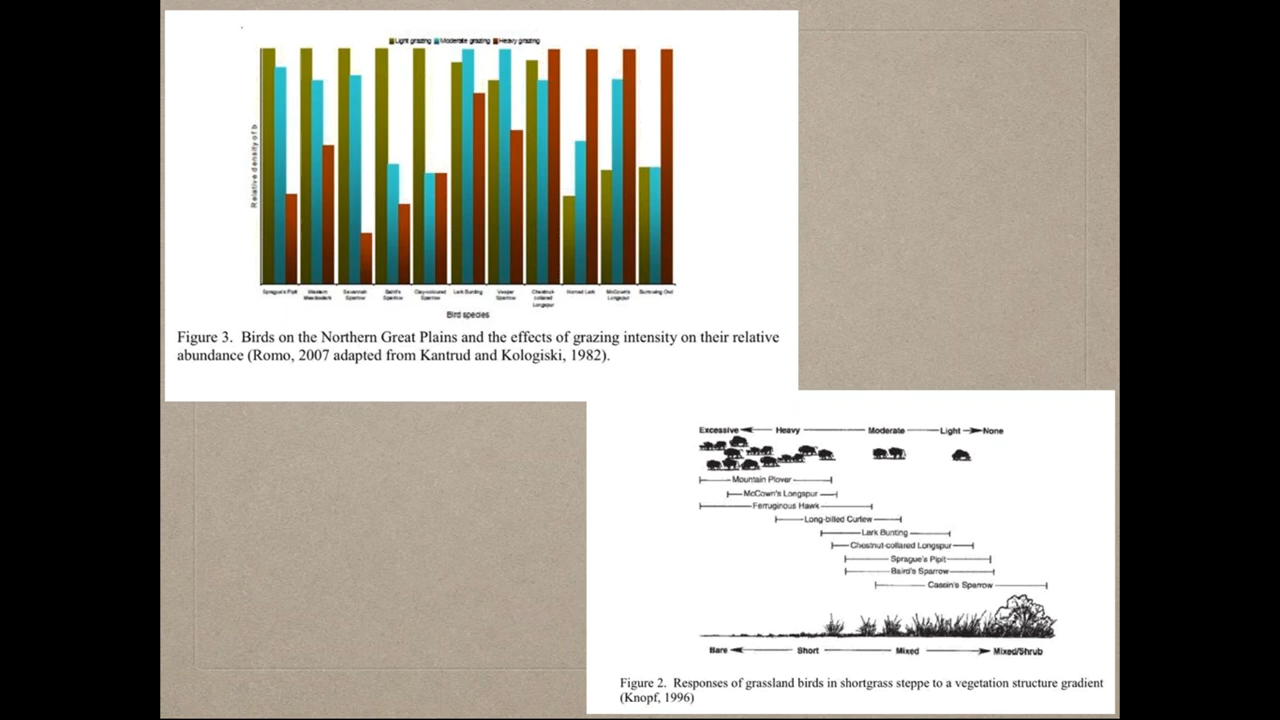 Light grazing Moderate grazing Heavy grazing
Relative density of b
Sprague's Pipit Western Meadowlark Savannah Sparrow Baird's Sparrow Clay-coloured Sparrow Lark Bunting Vesper Sparrow Chestnut-collared Longspur Horned Lark McCown's Longspur Burrowing Owl
Bird species
Figure 3. Birds on the Northern Great Plains and the effects of grazing intensity on their relative
abundance (Romo, 2007 adapted from Kantrud and Kologiski, 1982).
Excessive Heavy Moderate Light None
Mountain Plover
McCown's Longspur
Ferruginous Hawk
Long-billed Curlew
Lark Bunting
Chestnut-collared Longspur
Sprague's Pipit
Baird's Sparrow
Cassin's Sparrow
Bare Short Mixed Mixed/Shrub
Figure 2. Responses of grassland birds in shortgrass steppe to a vegetation structure gradient
(Knopf, 1996)